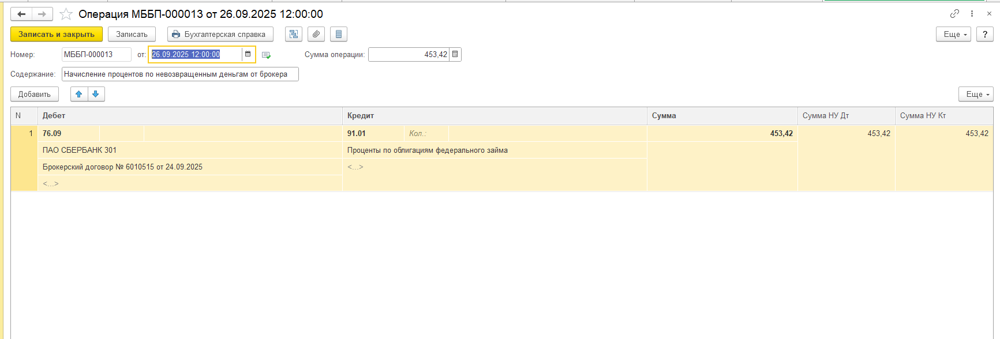 Операция МББП-000013 от 26.09.2025 12:00:00
Записать и закрыть Записать Бухгалтерская справка Еще ?
Номер: МББП-000013 от: 26.09.2025 12:00:00 Сумма операции: 453,42
Содержание: Начисление процентов по невозвращенным деньгам от брокера
Добавить Еще
N Дебет Кредит Сумма Сумма НУ Дт Сумма НУ Кт
1 76.09 91.01 Кол.: 453,42 453,42 453,42
ПАО СБЕРБАНК 301 Проценты по облигациям федерального займа
Брокерский договор № 6010515 от 24.09.2025 <...>
<...>